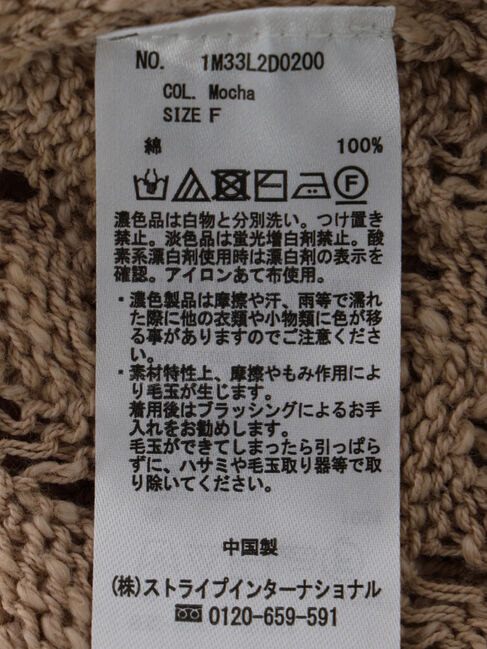 NO. 1M33L2D0200
COL. Mocha
SIZE F
綿 100%
濃色品は白物と分別洗い。つけ置き
禁止。淡色品は蛍光増白剤禁止。酸
素系漂白剤使用時は漂白剤の表示を
確認。アイロンあて布使用。
・濃色製品は摩擦や汗、雨等で濡れ
た際に他の衣類や小物類に色が移
る事がありますのでご注意くださ
い。
・素材特性上、摩擦やもみ作用によ
り毛玉が生じます。
着用後はブラッシングによるお手
入れをお勧めします。
毛玉ができてしまったら引っぱら
ずに、ハサミや毛玉取り器等で取
り除いてください。
中国製
(株)ストライプインターナショナル
0120-659-591